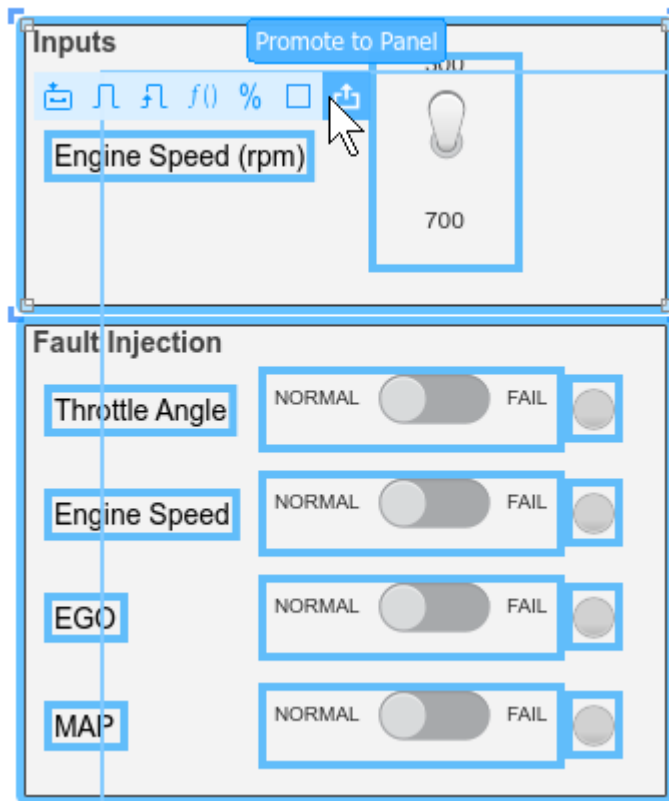 Inputs
Promote to Panel
f()
%
Engine Speed (rpm)
700
Fault Injection
Throttle Angle
NORMAL
FAIL
Engine Speed
NORMAL
FAIL
EGO
NORMAL
FAIL
MAP
NORMAL
FAIL